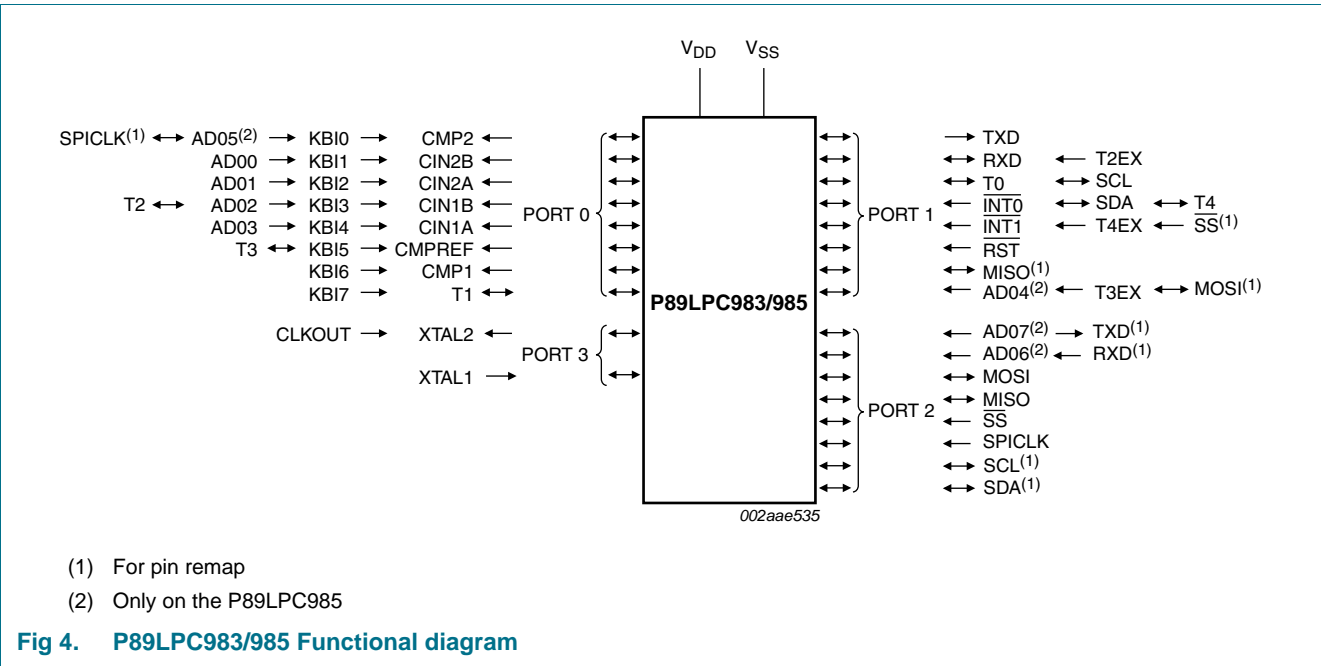 VDD VSS
SPICLK(1) AD05(2) KBI0 CMP2 TXD
AD00 KBI1 CIN2B RXD T2EX
AD01 KBI2 CIN2A T0 SCL
T2 AD02 KBI3 CIN1B INT0 SDA T4
PORT 0 PORT 1
AD03 KBI4 CIN1A INT1 T4EX SS(1)
T3 KBI5 CMPREF RST
KBI6 CMP1 MISO(1)
KBI7 T1 AD04(2) T3EX MOSI(1)
P89LPC983/985
CLKOUT XTAL2 AD07(2) TXD(1)
PORT 3 AD06(2) RXD(1)
XTAL1 MOSI
MISO
PORT 2
SS
SPICLK
SCL(1)
SDA(1)
002aae535
(1) For pin remap
(2) Only on the P89LPC985
Fig 4. P89LPC983/985 Functional diagram